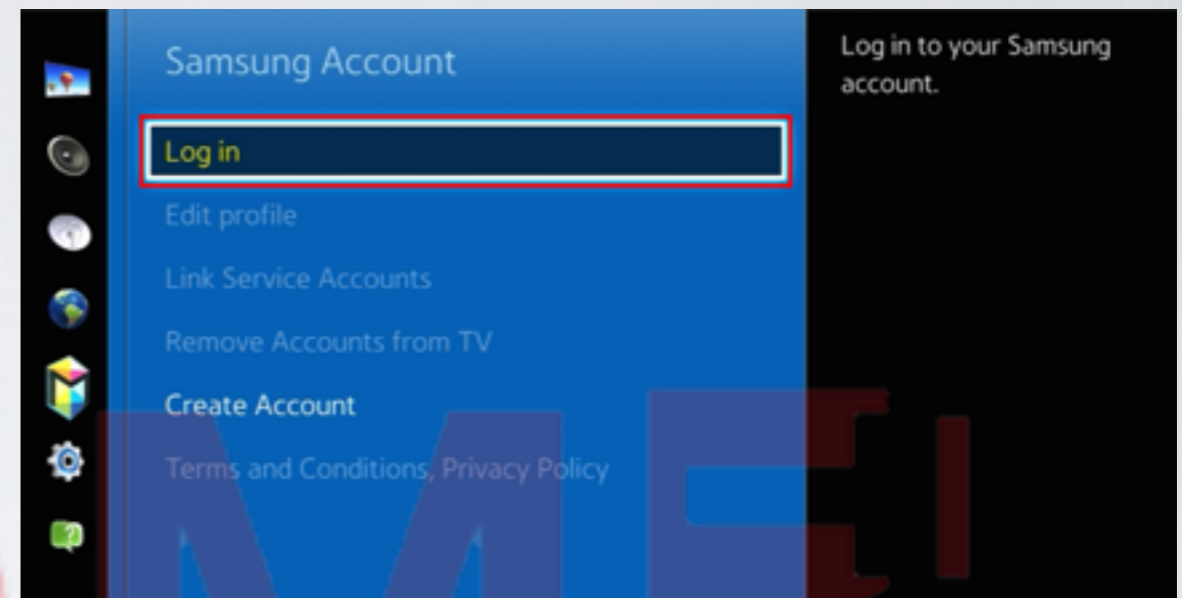 Samsung Account
Log in
Edit profile
Link Service Accounts
Remove Accounts from TV
Create Account
Terms and Conditions, Privacy Policy
Log in to your Samsung
account.